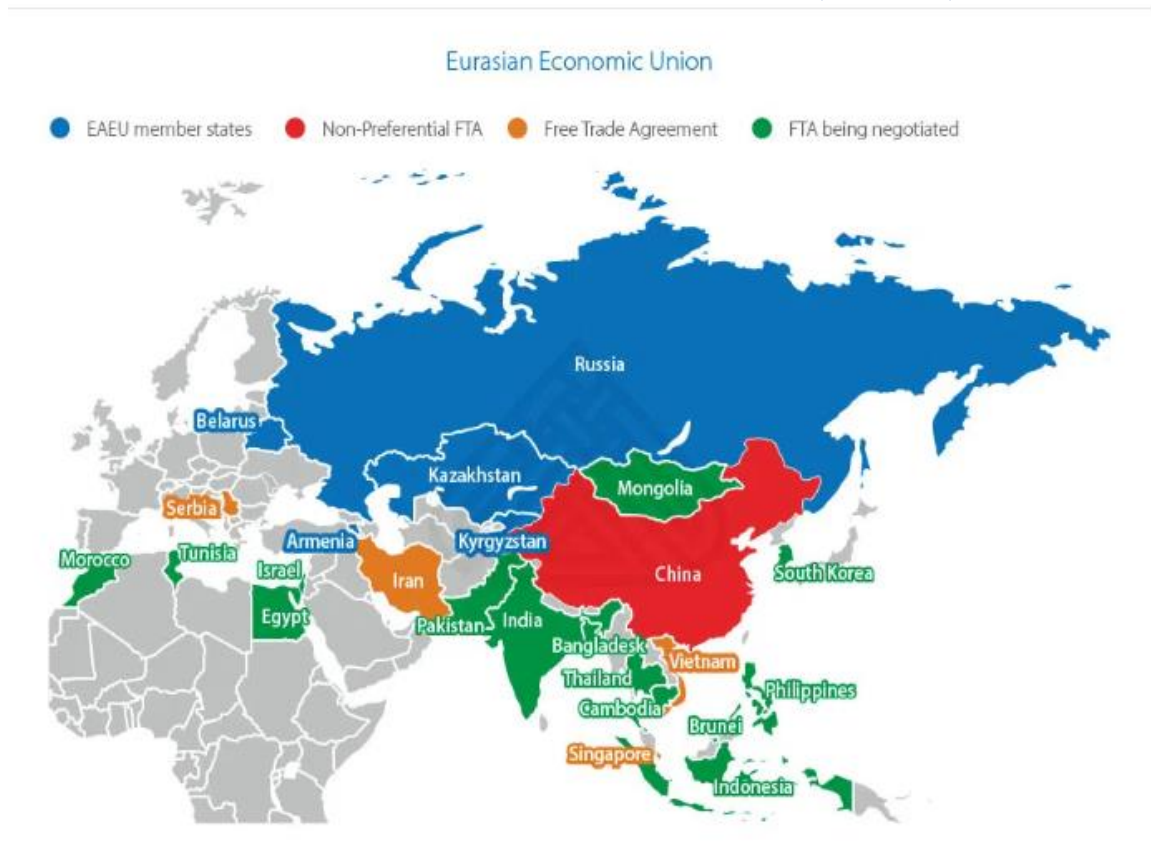 Eurasian Economic Union
EAEU member states
Non-Preferential FTA
Free Trade Agreement
FTA being negotiated
Russia
Belarus
Kazakhstan
Mongolia
Serbia
Armenia
Kyrgyzstan
Morocco
Tunisia
Israel
Iran
China
South Korea
Egypt
Pakistan
India
Bangladesh
Vietnam
Thailand
Philippines
Cambodia
Brunei
Singapore
Indonesia